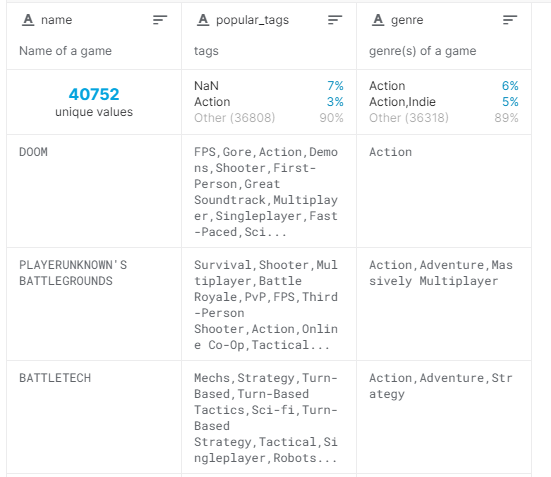 A name
A popular_tags
A genre
Name of a game
tags
genre(s) of a game
40752
unique values
NaN 7%
Action 3%
Other (36808) 90%
Action 6%
Action,Indie 5%
Other (36318) 89%
DOOM
FPS,Gore,Action,Demo
ns,Shooter,First-
Person,Great
Soundtrack,Multiplay
er,Singleplayer,Fast
-Paced,Sci...
Action
PLAYERUNKNOWN'S
BATTLEGROUNDS
Survival,Shooter,Mul
tiplayer,Battle
Royale,PvP,FPS,Third
-Person
Shooter,Action,Onlin
e Co-Op,Tactical...
Action,Adventure,Mas
sively Multiplayer
BATTLETECH
Mechs,Strategy,Turn-
Based,Turn-Based
Tactics,Sci-fi,Turn-
Based
Strategy,Tactical,Si
ngleplayer,Robots...
Action,Adventure,Str
ategy